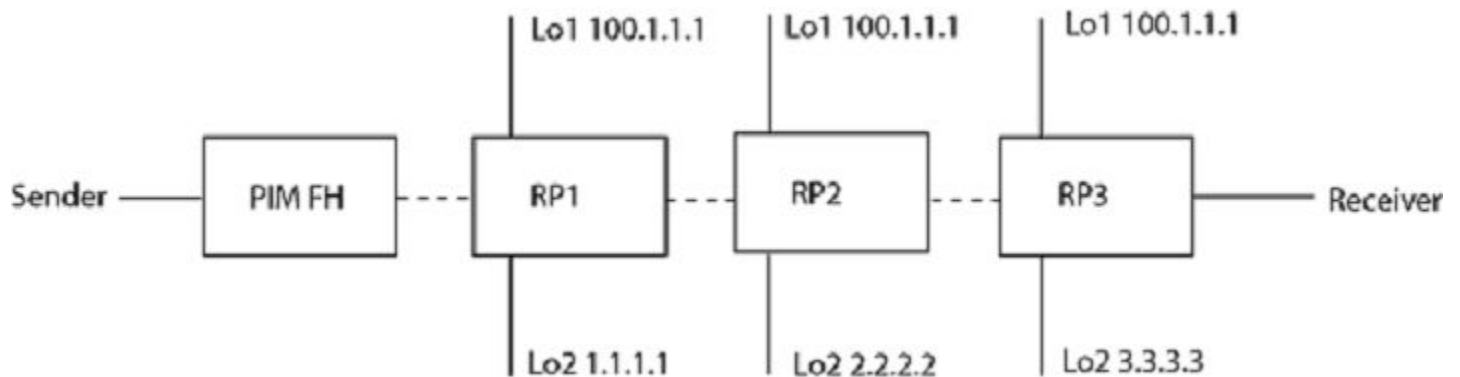 Lo1 100.1.1.1 Lo1 100.1.1.1 Lo1 100.1.1.1
Sender PIM FH RP1 RP2 RP3 Receiver
Lo2 1.1.1.1 Lo2 2.2.2.2 Lo2 3.3.3.3